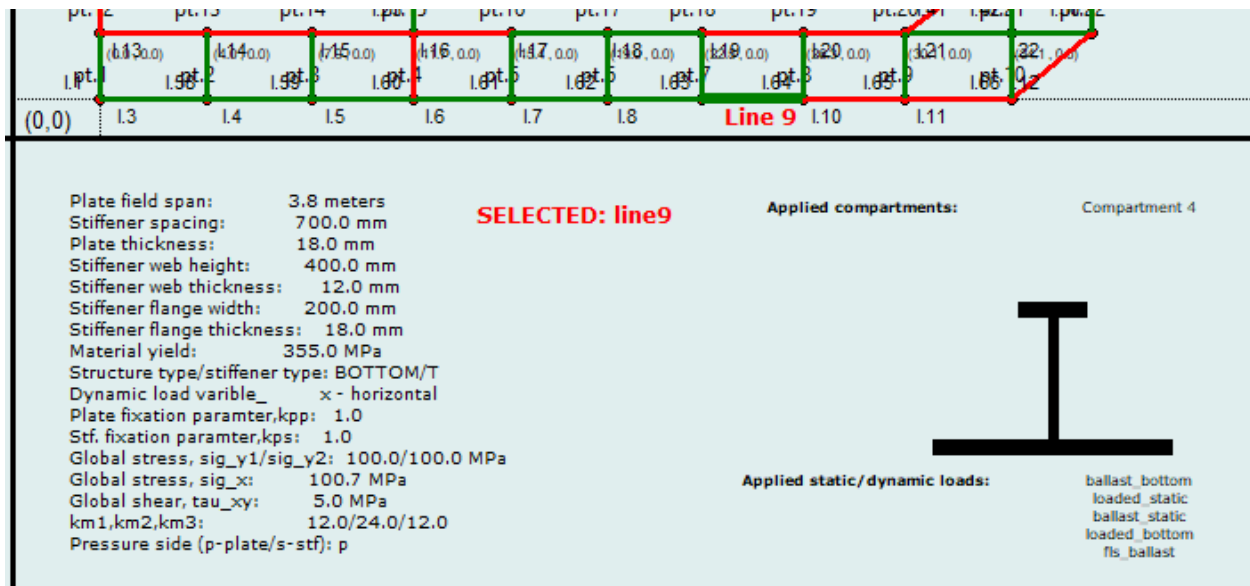 pt.13 pt.14 pt.16 pt.17 pt.18 pt.19
l.13 l.14 l.15 l.16 l.17 l.18 l.19 l.20 l.21 l.22
pt.1 pt.2 pt.3 pt.4 pt.5 pt.6 pt.7 pt.8 pt.9 pt.10
l.1 l.58 l.59 l.60 l.61 l.62 l.63 l.64 l.65 l.66 l.12
(0,0) l.3 l.4 l.5 l.6 l.7 l.8 Line 9 l.10 l.11
Plate field span: 3.8 meters
Stiffener spacing: 700.0 mm
Plate thickness: 18.0 mm
Stiffener web height: 400.0 mm
Stiffener web thickness: 12.0 mm
Stiffener flange width: 200.0 mm
Stiffener flange thickness: 18.0 mm
Material yield: 355.0 MPa
Structure type/stiffener type: BOTTOM/T
Dynamic load varible_ x - horizontal
Plate fixation paramter,kpp: 1.0
Stf. fixation paramter,kps: 1.0
Global stress, sig_y1/sig_y2: 100.0/100.0 MPa
Global stress, sig_x: 100.7 MPa
Global shear, tau_xy: 5.0 MPa
km1,km2,km3: 12.0/24.0/12.0
Pressure side (p-plate/s-stf): p
SELECTED: line9
Applied compartments: Compartment 4
Applied static/dynamic loads: ballast_bottom
loaded_static
ballast_static
loaded_bottom
fls_ballast